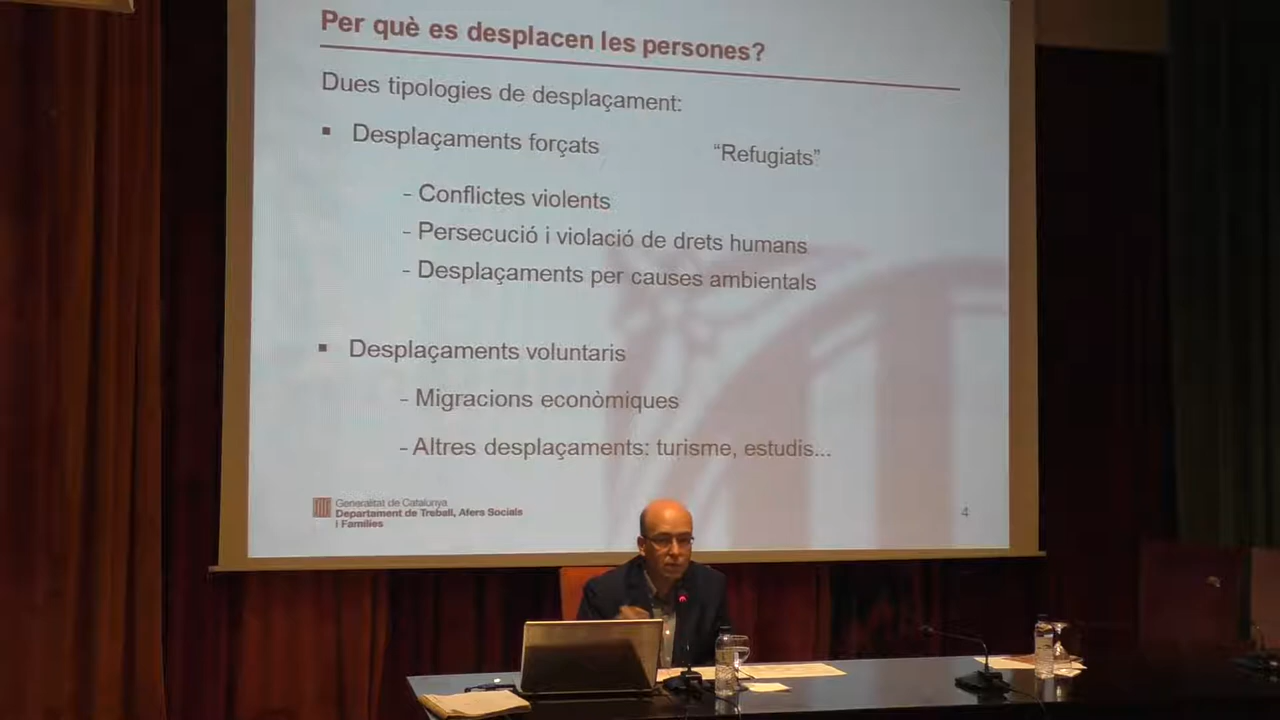 Per què es desplacen les persones?
Dues tipologies de desplaçament:
▪ Desplaçaments forçats "Refugiats"
- Conflictes violents
- Persecució i violació de drets humans
- Desplaçaments per causes ambientals
▪ Desplaçaments voluntaris
- Migracions econòmiques
- Altres desplaçaments: turisme, estudis...
Generalitat de Catalunya
Departament de Treball, Afers Socials
i Famílies
4